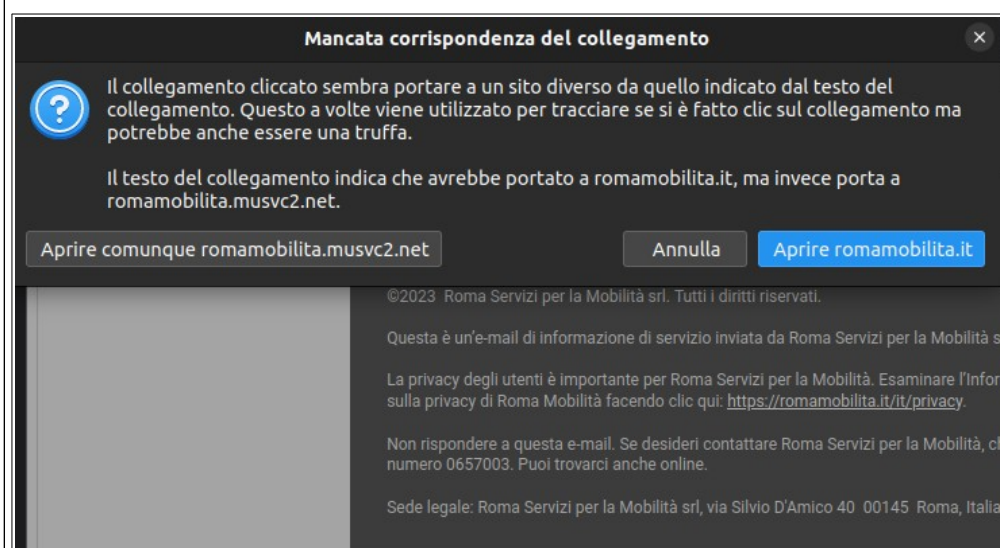 Mancata corrispondenza del collegamento
Il collegamento cliccato sembra portare a un sito diverso da quello indicato dal testo del
collegamento. Questo a volte viene utilizzato per tracciare se si è fatto clic sul collegamento ma
potrebbe anche essere una truffa.
Il testo del collegamento indica che avrebbe portato a romamobilita.it, ma invece porta a
romamobilita.musvc2.net.
Aprire comunque romamobilita.musvc2.net Annulla Aprire romamobilita.it
©2023 Roma Servizi per la Mobilità srl. Tutti i diritti riservati.
Questa è un'e-mail di informazione di servizio inviata da Roma Servizi per la Mobilità s
La privacy degli utenti è importante per Roma Servizi per la Mobilità. Esaminare l'Infor
sulla privacy di Roma Mobilità facendo clic qui: https://romamobilita.it/it/privacy.
Non rispondere a questa e-mail. Se desideri contattare Roma Servizi per la Mobilità, c
numero 0657003. Puoi trovarci anche online.
Sede legale: Roma Servizi per la Mobilità srl, via Silvio D'Amico 40 00145 Roma, Italia